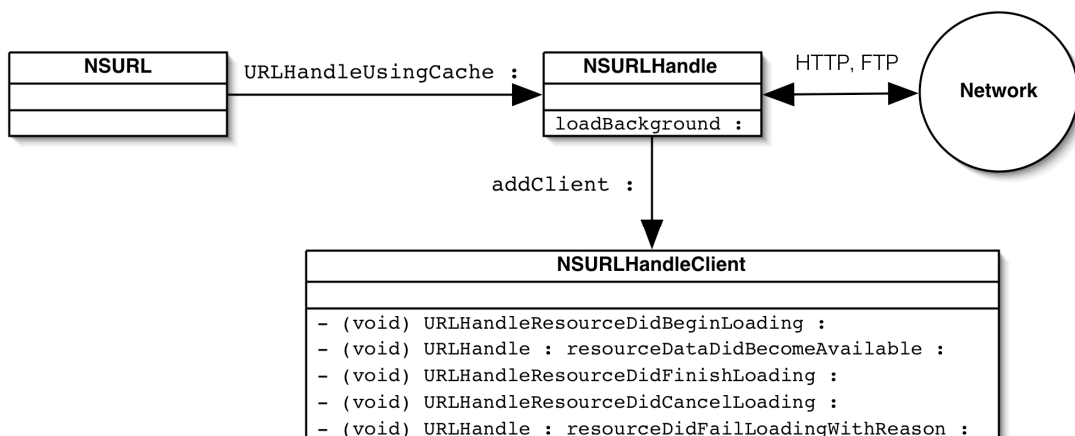 NSURL
URLHandleUsingCache :
NSURLHandle
loadBackground :
HTTP, FTP
Network
addClient :
NSURLHandleClient
- (void) URLHandleResourceDidBeginLoading :
- (void) URLHandle : resourceDataDidBecomeAvailable :
- (void) URLHandleResourceDidFinishLoading :
- (void) URLHandleResourceDidCancelLoading :
- (void) URLHandle : resourceDidFailLoadingWithReason :